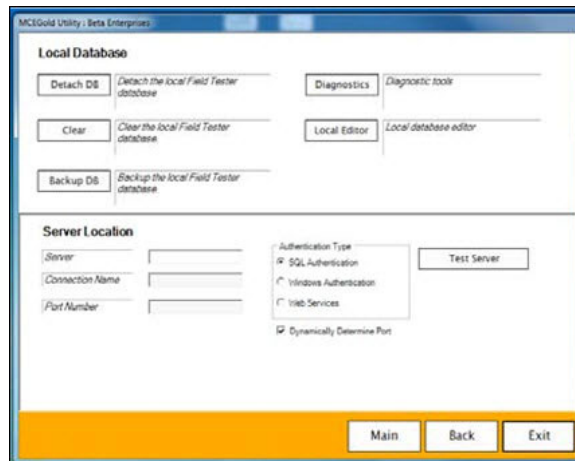 MCEGold Utility : Beta Enterprises
Local Database
Detach DB
Detach the local Field Tester
database
Diagnostics
Diagnostic tools
Clear
Clear the local Field Tester
database.
Local Editor
Local database editor
Backup DB
Backup the local Field Tester
database.
Server Location
Server
Connection Name
Port Number
Authentication Type
SQL Authentication
Windows Authentication
Web Services
Dynamically Determine Port
Test Server
Main
Back
Exit